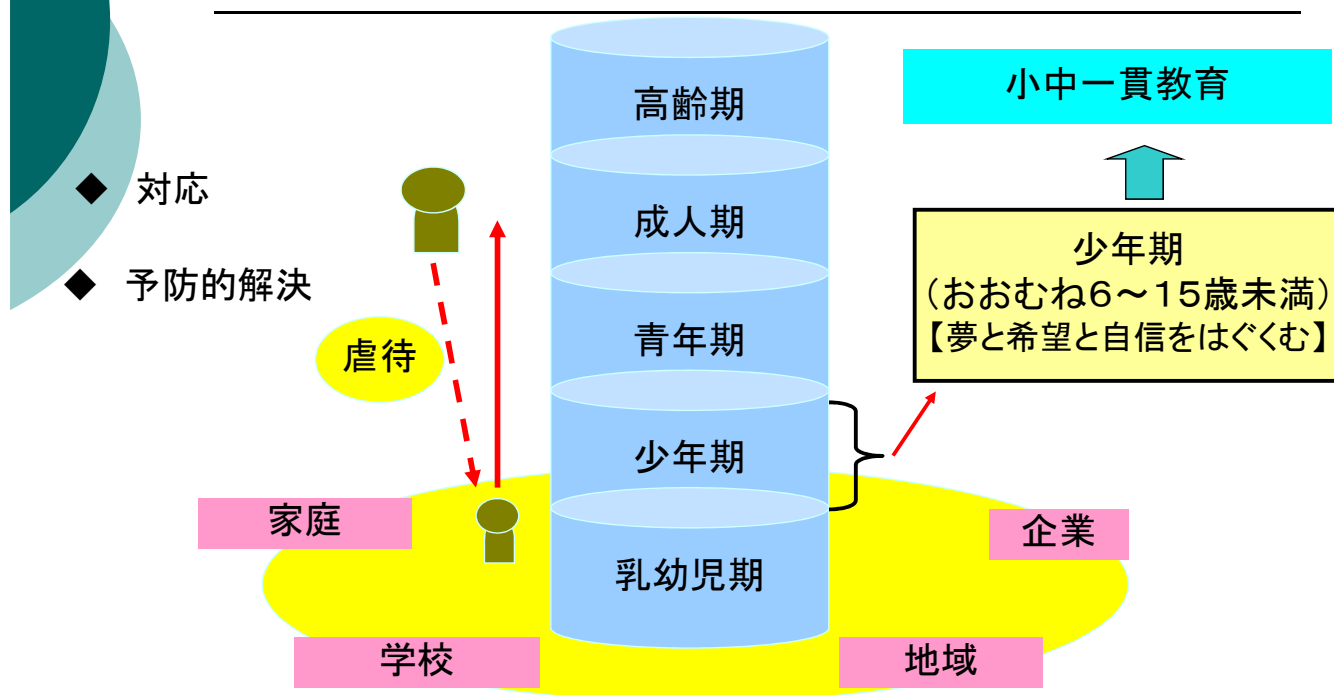 ◆ 対応
◆ 予防的解決
虐待
高齢期
成人期
青年期
少年期
乳幼児期
家庭
学校
企業
地域
小中一貫教育
少年期
(おおむね6~15歳未満)
【夢と希望と自信をはぐくむ】